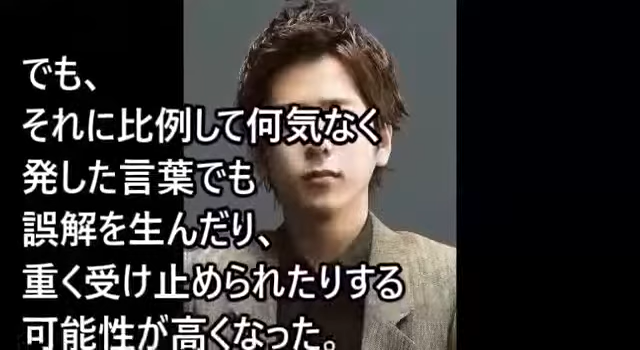 でも、
それに比例して何気なく
発した言葉でも
誤解を生んだり、
重く受け止められたりする
可能性が高くなった。